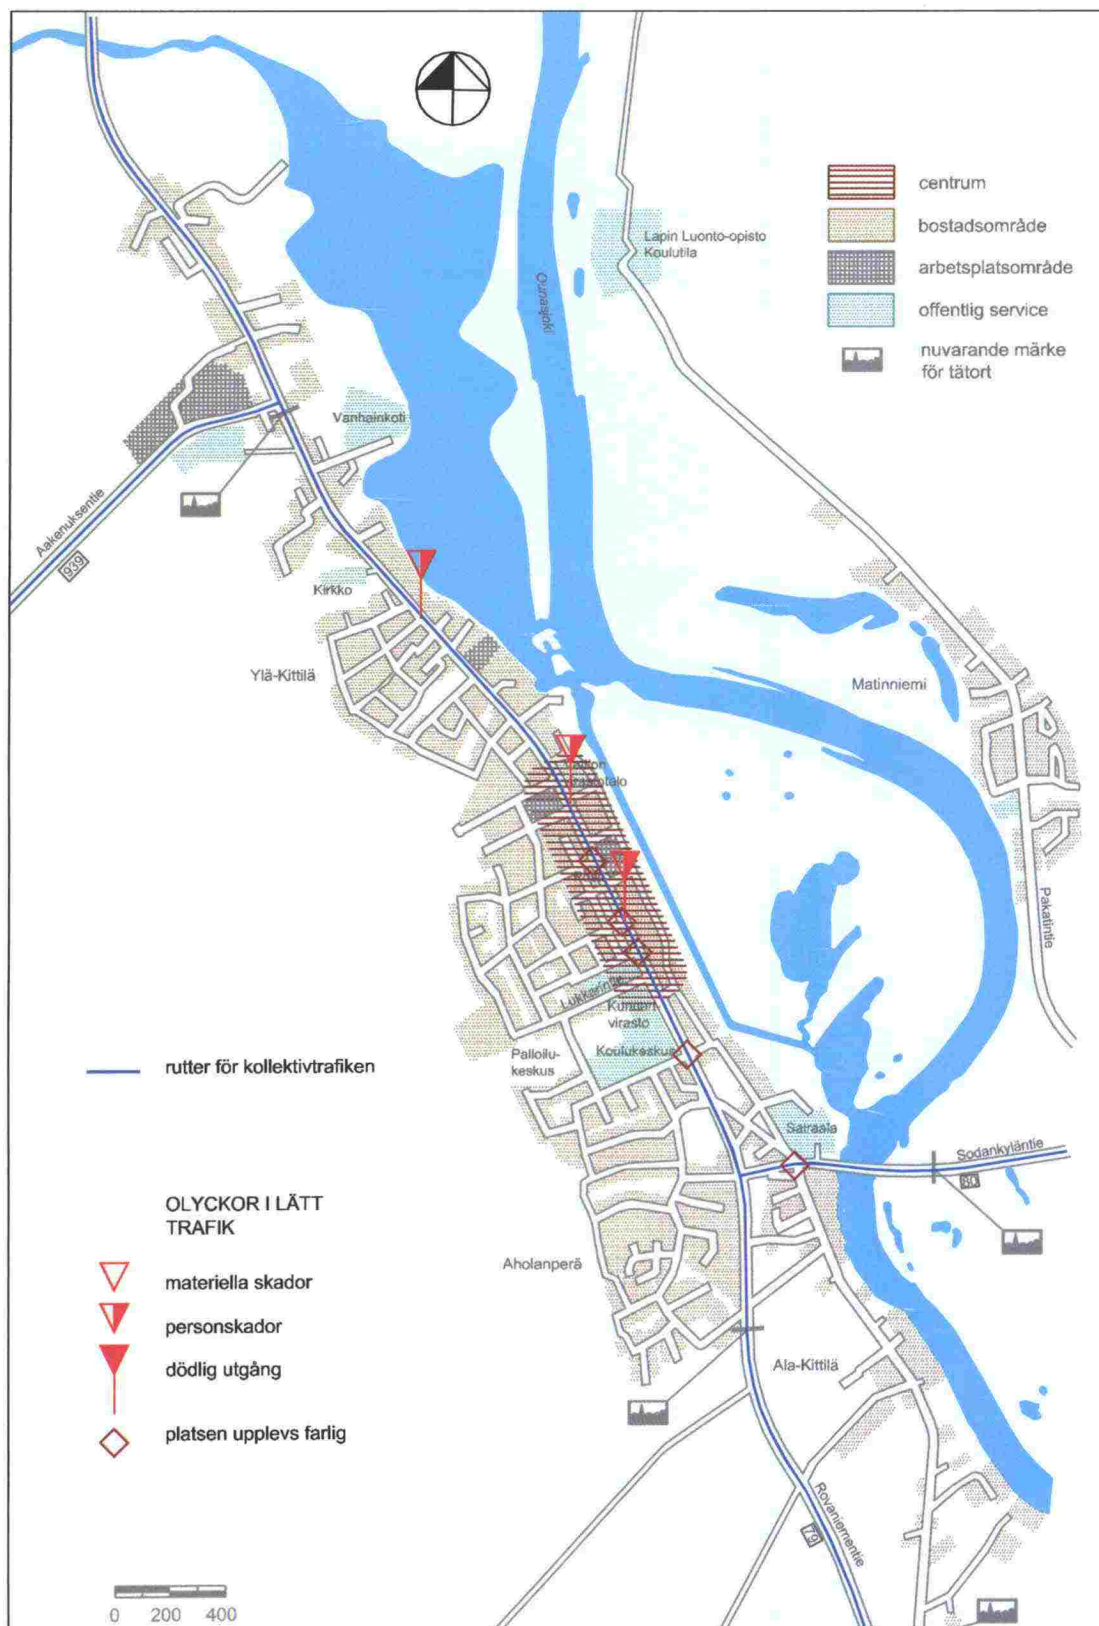 centrum
bostadsområde
arbetsplatsområde
offentlig service
nuvarande märke
för tätort
Lapin Luonto-opisto
Koulutila
Ounasjoki
Vanhainkoti
Aakenuksentie
939
Kirkko
Ylä-Kittilä
Matinniemi
Pakatintie
Kunnan
virasto
Koulukeskus
Palloilu-
keskus
Sairaala
Sodankyläntie
80
Aholanperä
Ala-Kittilä
Rovaniementie
79
rutter för kollektivtrafiken
OLYCKOR I LÄTT
TRAFIK
materiella skador
personskador
dödlig utgång
platsen upplevs farlig
0 200 400